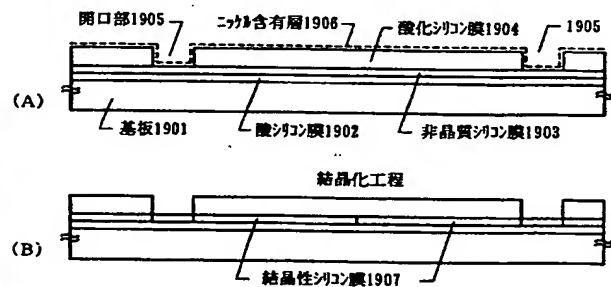 開口部1905
ニッケル含有層1906
酸化シリコン膜1904
1905
(A)
基板1901
酸シリコン膜1902
非晶質シリコン膜1903
結晶化工程
(B)
結晶性シリコン膜1907